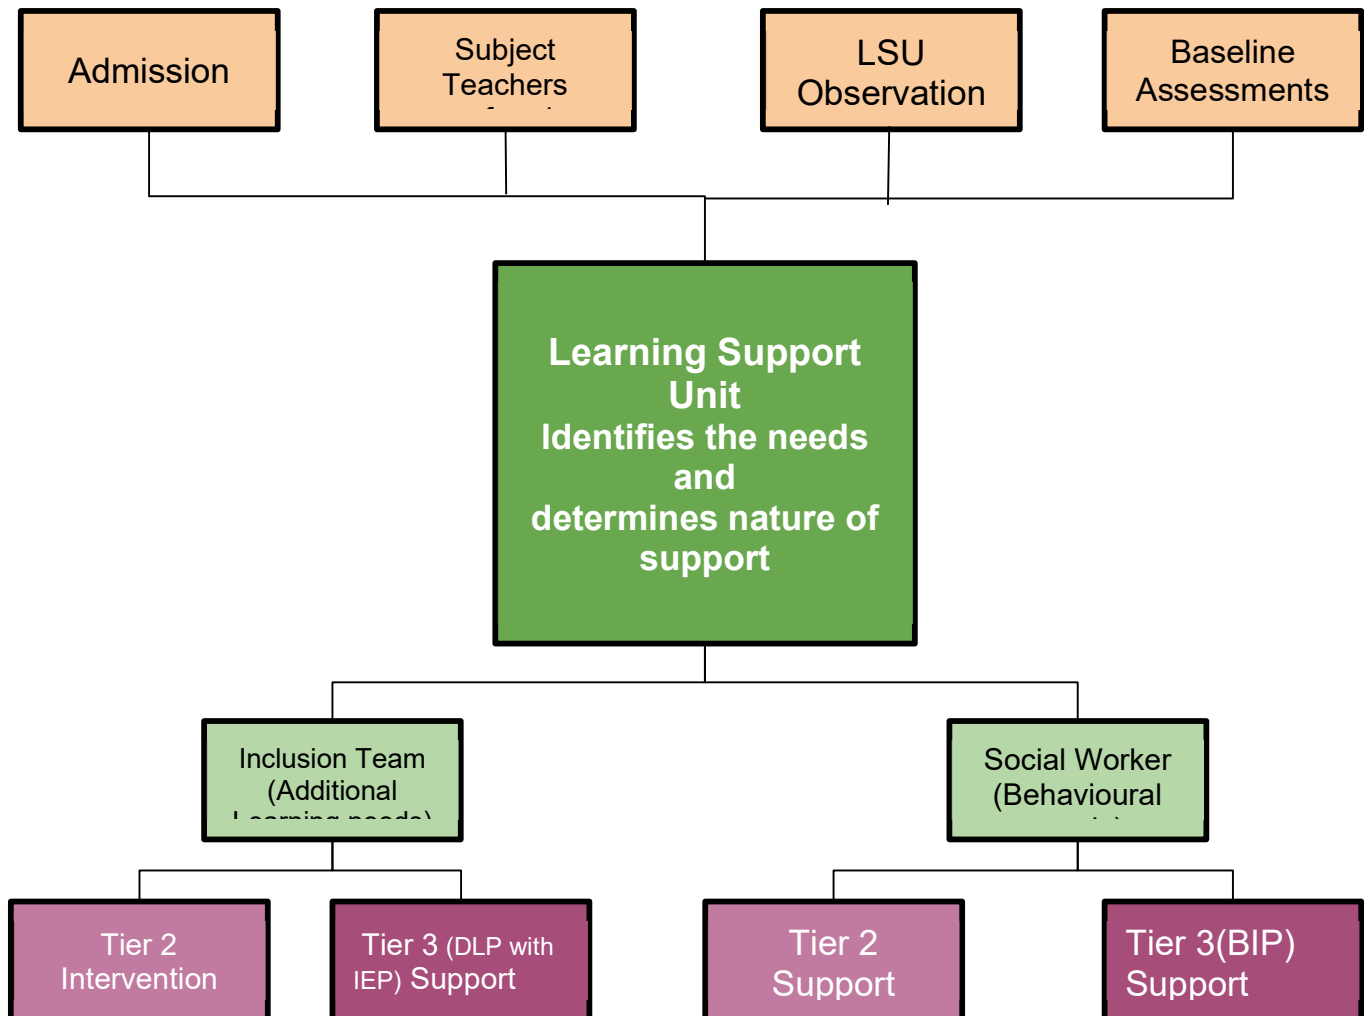 Admission
Subject
Teachers
LSU
Observation
Baseline
Assessments
Learning Support
Unit
Identifies the needs
and
determines nature of
support
Inclusion Team
(Additional
Learning needs)
Social Worker
(Behavioural
Tier 2
Intervention
Tier 3 (DLP with
IEP) Support
Tier 2
Support
Tier 3(BIP)
Support